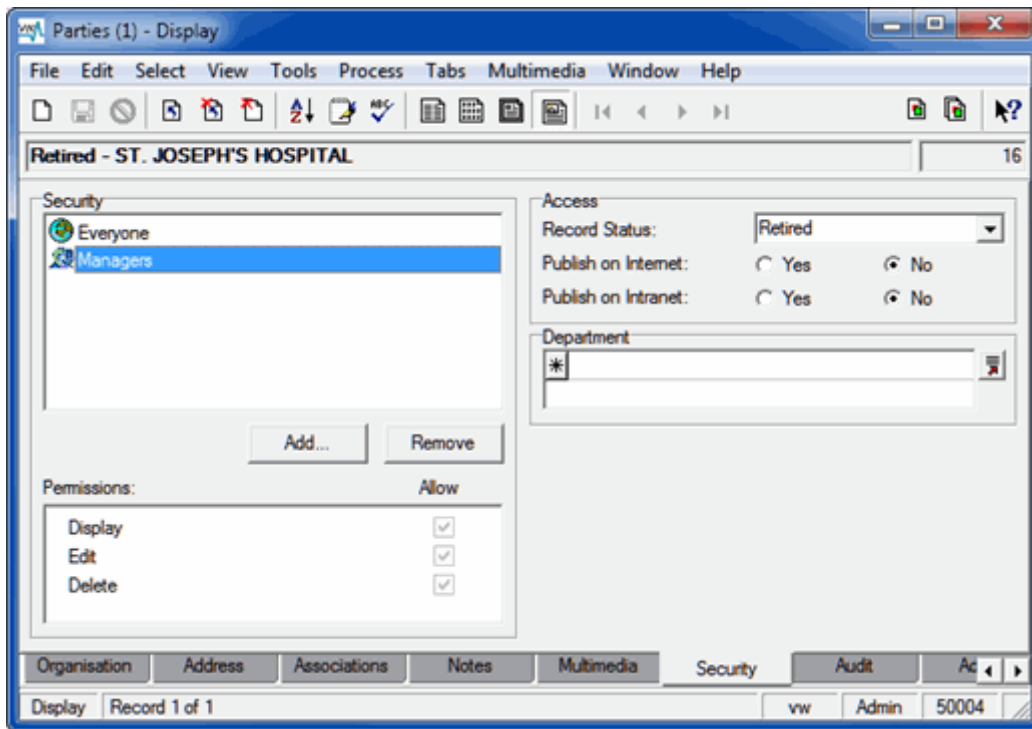 Parties (1) - Display
File Edit Select View Tools Process Tabs Multimedia Window Help
Retired - ST. JOSEPH'S HOSPITAL 16
Security
Everyone
Managers
Add... Remove
Permissions: Allow
Display
Edit
Delete
Access
Record Status: Retired
Publish on Internet: Yes No
Publish on Intranet: Yes No
Department
Organisation Address Associations Notes Multimedia Security Audit Ac
Display Record 1 of 1 vw Admin 50004